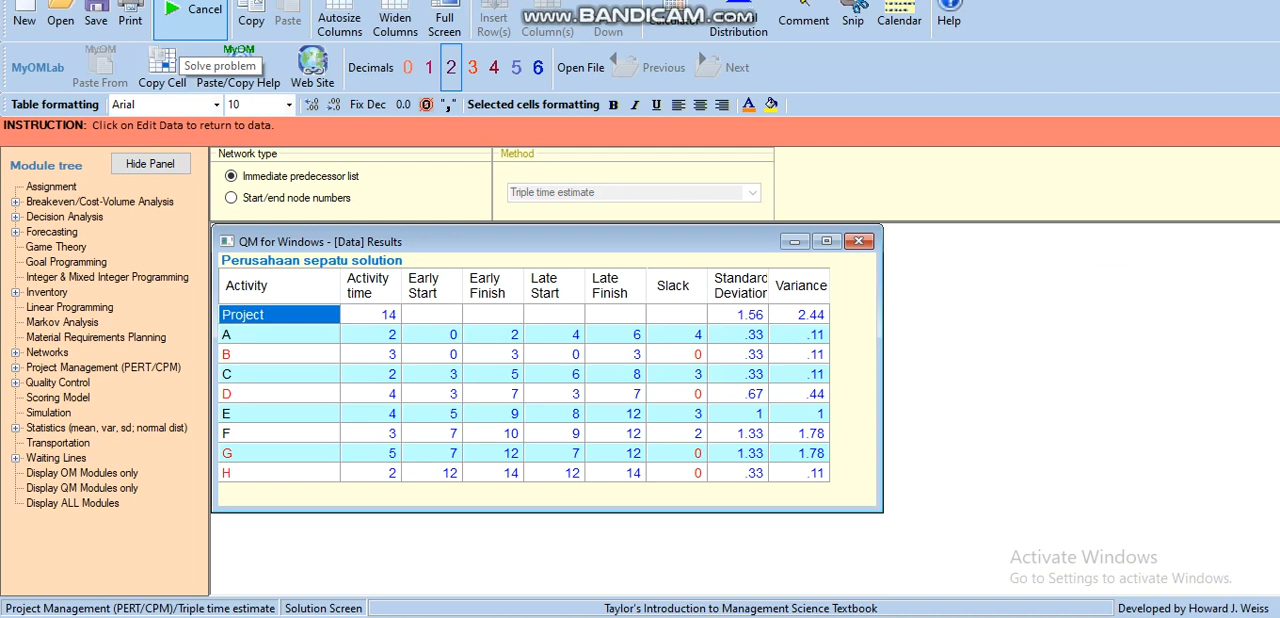 New Open Save Print Cancel Copy Paste Autosize Columns Widen Columns Full Screen Insert Row(s) Column(s) Down Distribution Comment Snip Calendar Help
www.BANDICAM.com
MyOMLab MyOM Paste From Copy Cell MyOM Paste/Copy Help Web Site Decimals 0 1 2 3 4 5 6 Open File Previous Next
Solve problem
Table formatting Arial 10 Fix Dec 0.0 "," Selected cells formatting B I U A
INSTRUCTION: Click on Edit Data to return to data.
Module tree
Hide Panel
Assignment
Breakeven/Cost-Volume Analysis
Decision Analysis
Forecasting
Game Theory
Goal Programming
Integer & Mixed Integer Programming
Inventory
Linear Programming
Markov Analysis
Material Requirements Planning
Networks
Project Management (PERT/CPM)
Quality Control
Scoring Model
Simulation
Statistics (mean, var, sd; normal dist)
Transportation
Waiting Lines
Display OM Modules only
Display QM Modules only
Display ALL Modules
Network type
Immediate predecessor list
Start/end node numbers
Method
Triple time estimate
QM for Windows - [Data] Results
Perusahaan sepatu solution
Activity Activity time Early Start Early Finish Late Start Late Finish Slack Standard Deviation Variance
Project 14 1.56 2.44
A 2 0 2 4 6 4 .33 .11
B 3 0 3 0 3 0 .33 .11
C 2 3 5 6 8 3 .33 .11
D 4 3 7 3 7 0 .67 .44
E 4 5 9 8 12 3 1 1
F 3 7 10 9 12 2 1.33 1.78
G 5 7 12 7 12 0 1.33 1.78
H 2 12 14 12 14 0 .33 .11
Activate Windows
Go to Settings to activate Windows.
Project Management (PERT/CPM)/Triple time estimate Solution Screen Taylor's Introduction to Management Science Textbook Developed by Howard J. Weiss